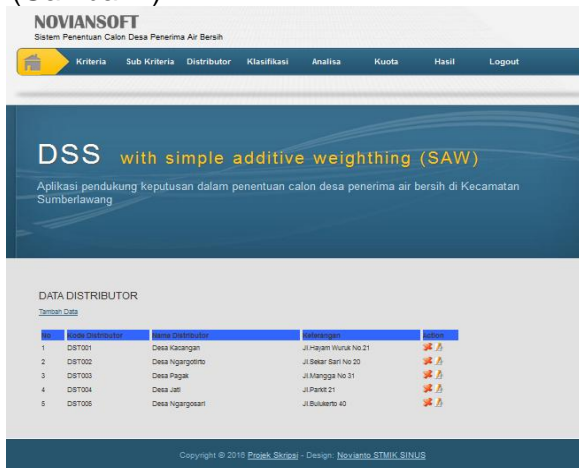 NOVIANSOFT
Sistem Penentuan Calon Desa Penerima Air Bersih
Kriteria Sub Kriteria Distributor Klasifikasi Analisa Kuota Hasil Logout
DSS with simple additive weighthing (SAW)
Aplikasi pendukung keputusan dalam penentuan calon desa penerima air bersih di Kecamatan
Sumberlawang
DATA DISTRIBUTOR
Tambah Data
No Kode Distributor Nama Distributor Keterangan Action
1 DST001 Desa Kacangan Jl.Hayam Wuruk No.21
2 DST002 Desa Ngargotirto Jl.Sekar Sari No 20
3 DST003 Desa Pagak Jl.Mangga No 31
4 DST004 Desa Jati Jl.Parkit 21
5 DST005 Desa Ngargosari Jl.Bulukerto 40
Copyright © 2016 Projek Skripsi - Design: Novianto STMIK SINUS